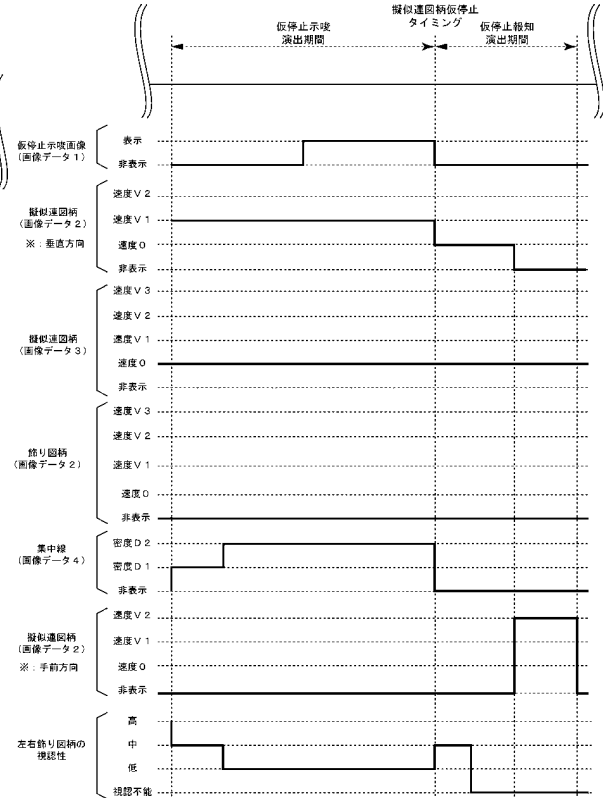 擬似連図柄仮停止
タイミング
仮停止示唆
演出期間
仮停止報知
演出期間
仮停止示唆画像
(画像データ1)
表示
非表示
擬似連図柄
(画像データ2)
※:垂直方向
速度V2
速度V1
速度0
非表示
擬似連図柄
(画像データ3)
速度V3
速度V2
速度V1
速度0
非表示
飾り図柄
(画像データ2)
速度V3
速度V2
速度V1
速度0
非表示
集中線
(画像データ4)
密度D2
密度D1
非表示
擬似連図柄
(画像データ2)
※:手前方向
速度V2
速度V1
速度0
非表示
左右飾り図柄の
視認性
高
中
低
視認不能